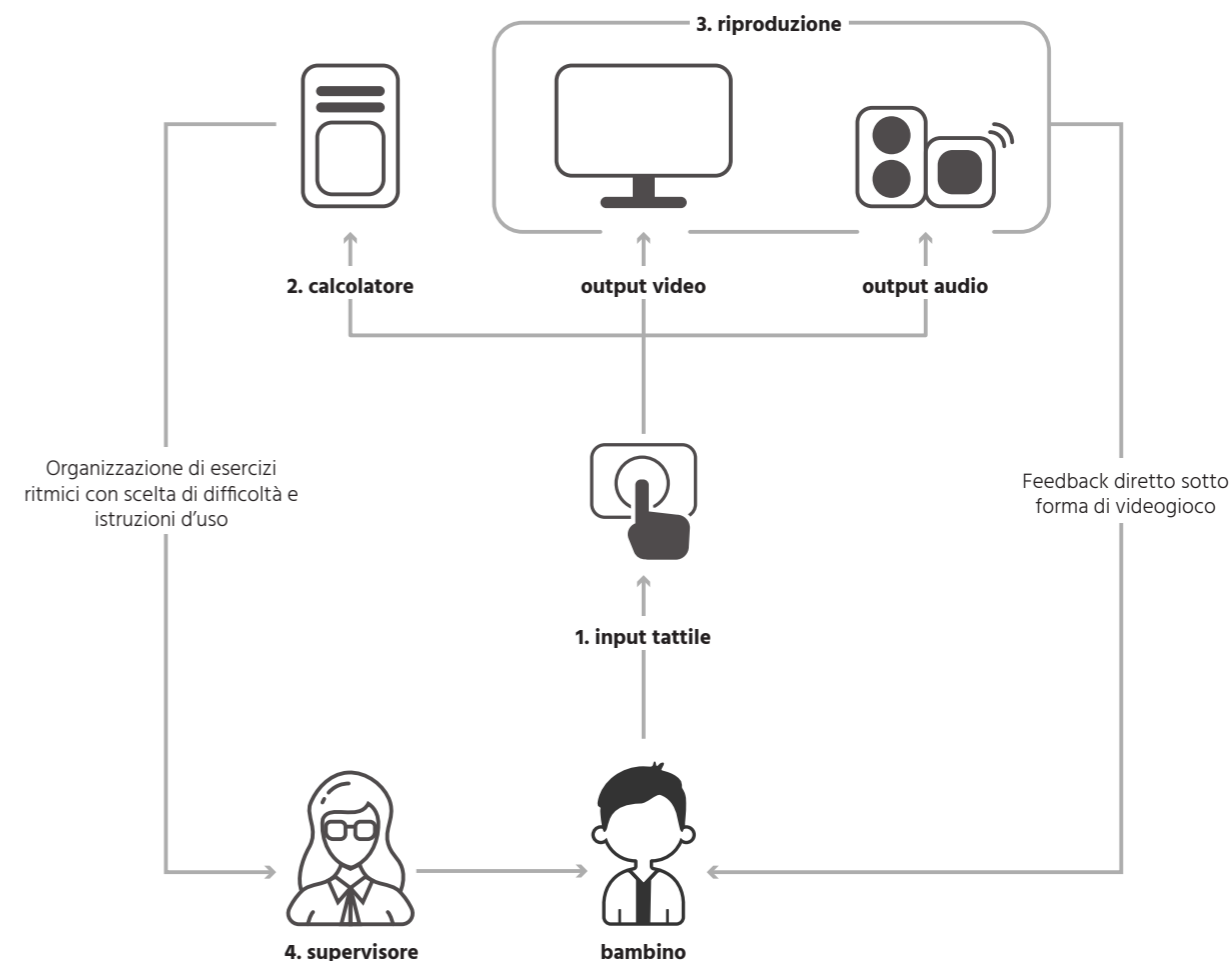 3. riproduzione
2. calcolatore
output video
output audio
Organizzazione di esercizi
ritmici con scelta di difficoltà e
istruzioni d’uso
Feedback diretto sotto
forma di videogioco
1. input tattile
4. supervisore
bambino